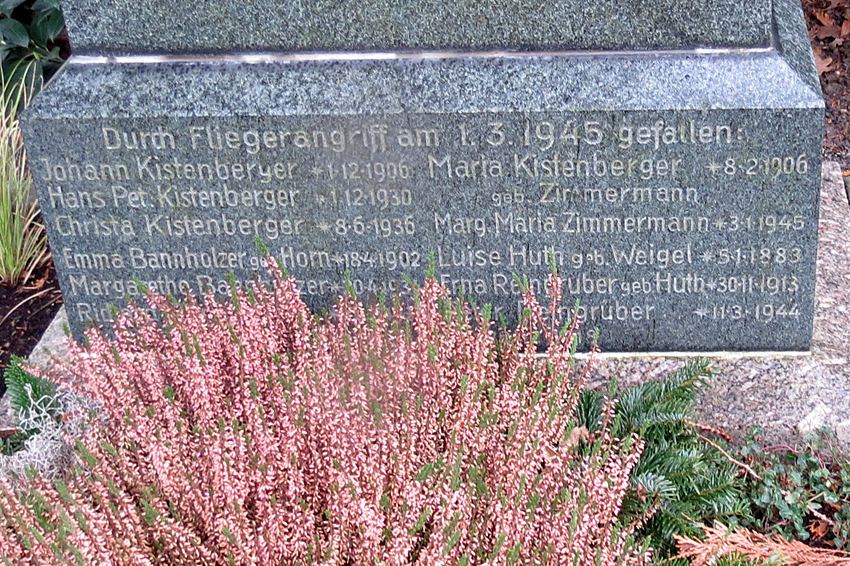 Durch Fliegerangriff am 1.3.1945 gefallen:
Johann Kistenberger *1·12·1906 Maria Kistenberger *8·2·1906
Hans Pet. Kistenberger *1·12·1930 geb. Zimmermann
Christa Kistenberger *8·6·1936 Marg. Maria Zimmermann *3·1·1945
Emma Bannholzer geb Horn *18·4·1902 Luise Huth geb. Weigel *5·1·1883
Erna Reingruber geb Huth *30·11·1913
*11·3·1944